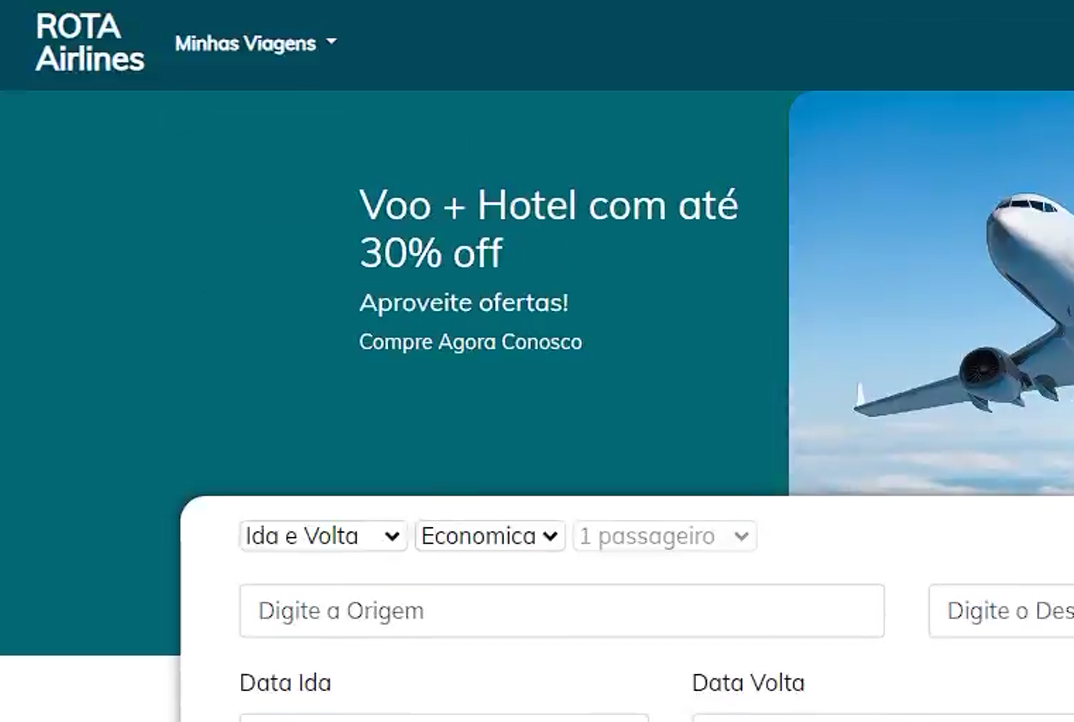 ROTA
Airlines
Minhas Viagens
Voo + Hotel com até
30% off
Aproveite ofertas!
Compre Agora Conosco
Ida e Volta Economica 1 passageiro
Digite a Origem Digite o Des
Data Ida Data Volta